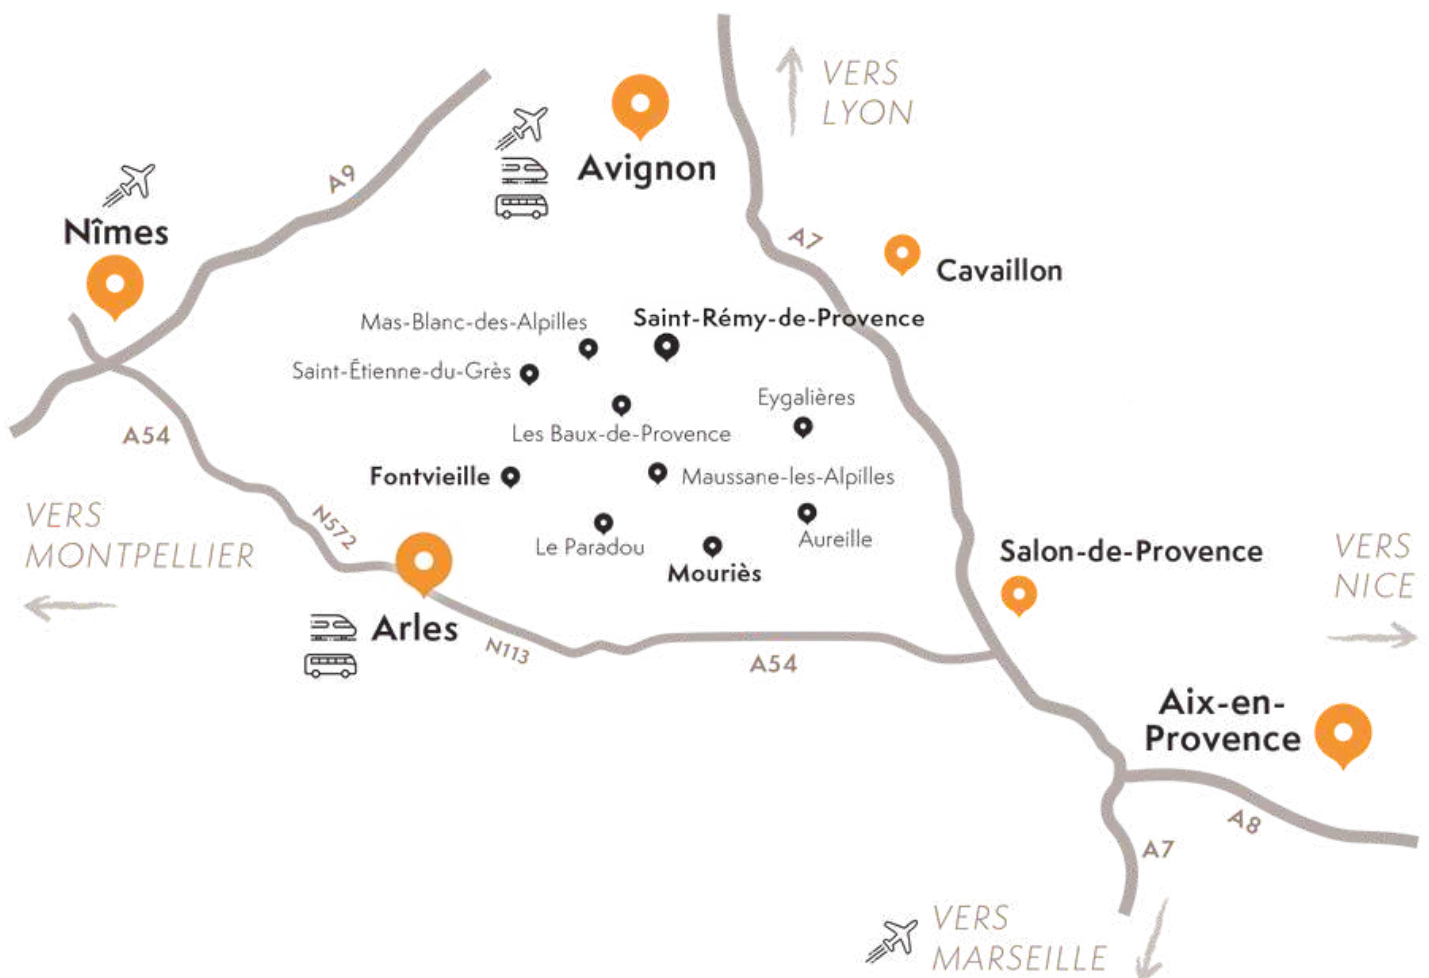 VERS
LYON
Avignon
A9
Nîmes
A7
Cavaillon
Mas-Blanc-des-Alpilles
Saint-Rémy-de-Provence
Saint-Étienne-du-Grès
Eygalières
A54
Les Baux-de-Provence
Fontvieille
Maussane-les-Alpilles
VERS
MONTPELLIER
N572
Le Paradou
Aureille
Mouriès
Salon-de-Provence
VERS
NICE
Arles
N113
A54
Aix-en-
Provence
A8
A7
VERS
MARSEILLE